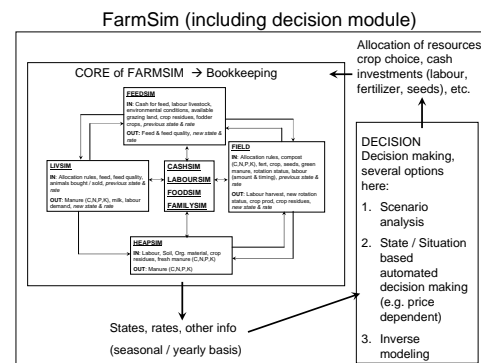 FarmSim (including decision module)
CORE of FARMSIM → Bookkeeping
FEEDSIM
IN: Cash for feed, labour livestock,
environmental conditions, available
grazing land, crop residues, fodder
crops, previous state & rate
OUT: Feed & feed quality, new state &
rate
LIVSIM
IN: Allocation rules, feed, feed quality,
animals bought / sold, previous state &
rate
OUT: Manure (C,N,P,K), milk, labour
demand, new state & rate
CASHSIM
LABOURSIM
FOODSIM
FAMILYSIM
FIELD
IN: Allocation rules, compost
(C,N,P,K), fert, crop, seeds, green
manure, rotation status, labour
(amount & timing), previous state &
rate
OUT: Labour harvest, new rotation
status, crop prod, crop residues,
new state & rate
HEAPSIM
IN: Labour, Soil, Org. material, crop
residues, fresh manure (C,N,P,K)
OUT: Manure (C,N,P,K)
States, rates, other info
(seasonal / yearly basis)
Allocation of resources
crop choice, cash
investments (labour,
fertilizer, seeds), etc.
DECISION
Decision making,
several options
here:
1. Scenario
analysis
2. State / Situation
based
automated
decision making
(e.g. price
dependent)
3. Inverse
modeling